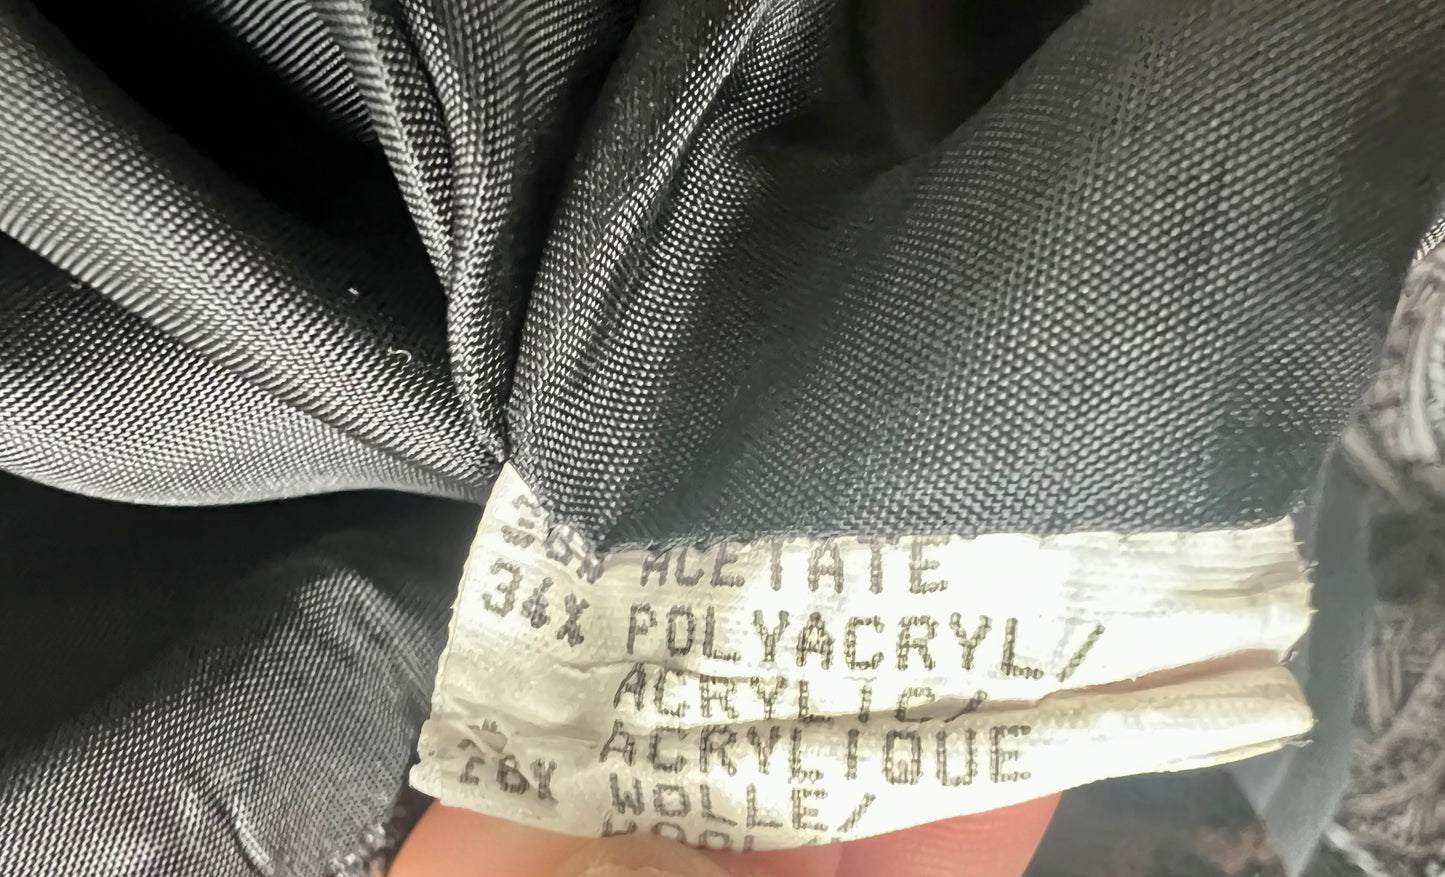 ACETATE
34% POLYACRYL/
ACRYLIC/
ACRYLIQUE
WOLLE/